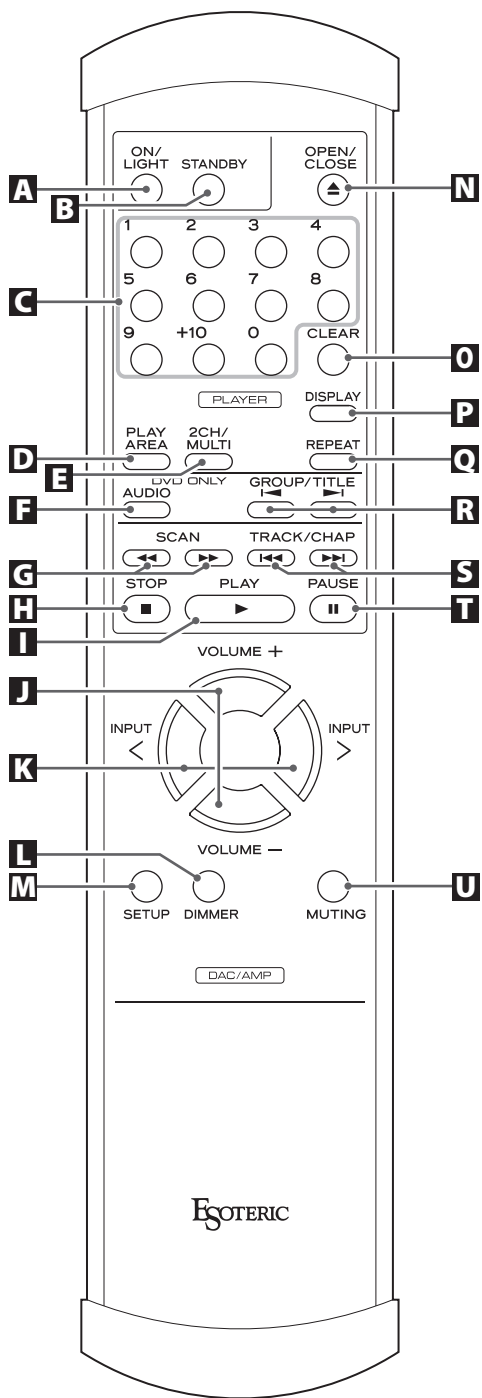 ON/ OPEN/
LIGHT STANDBY CLOSE
A
B
N
1 2 3 4
5 6 7 8
C
9 +10 0 CLEAR
O
PLAYER
DISPLAY
P
PLAY 2CH/
AREA MULTI REPEAT
D
E
Q
DVD ONLY
AUDIO GROUP/TITLE
F
R
SCAN TRACK/CHAP
G
S
STOP PLAY PAUSE
H
T
I
VOLUME +
J
INPUT INPUT
< >
K
VOLUME –
L
M
U
SETUP DIMMER MUTING
DAC/AMP
ESOTERIC